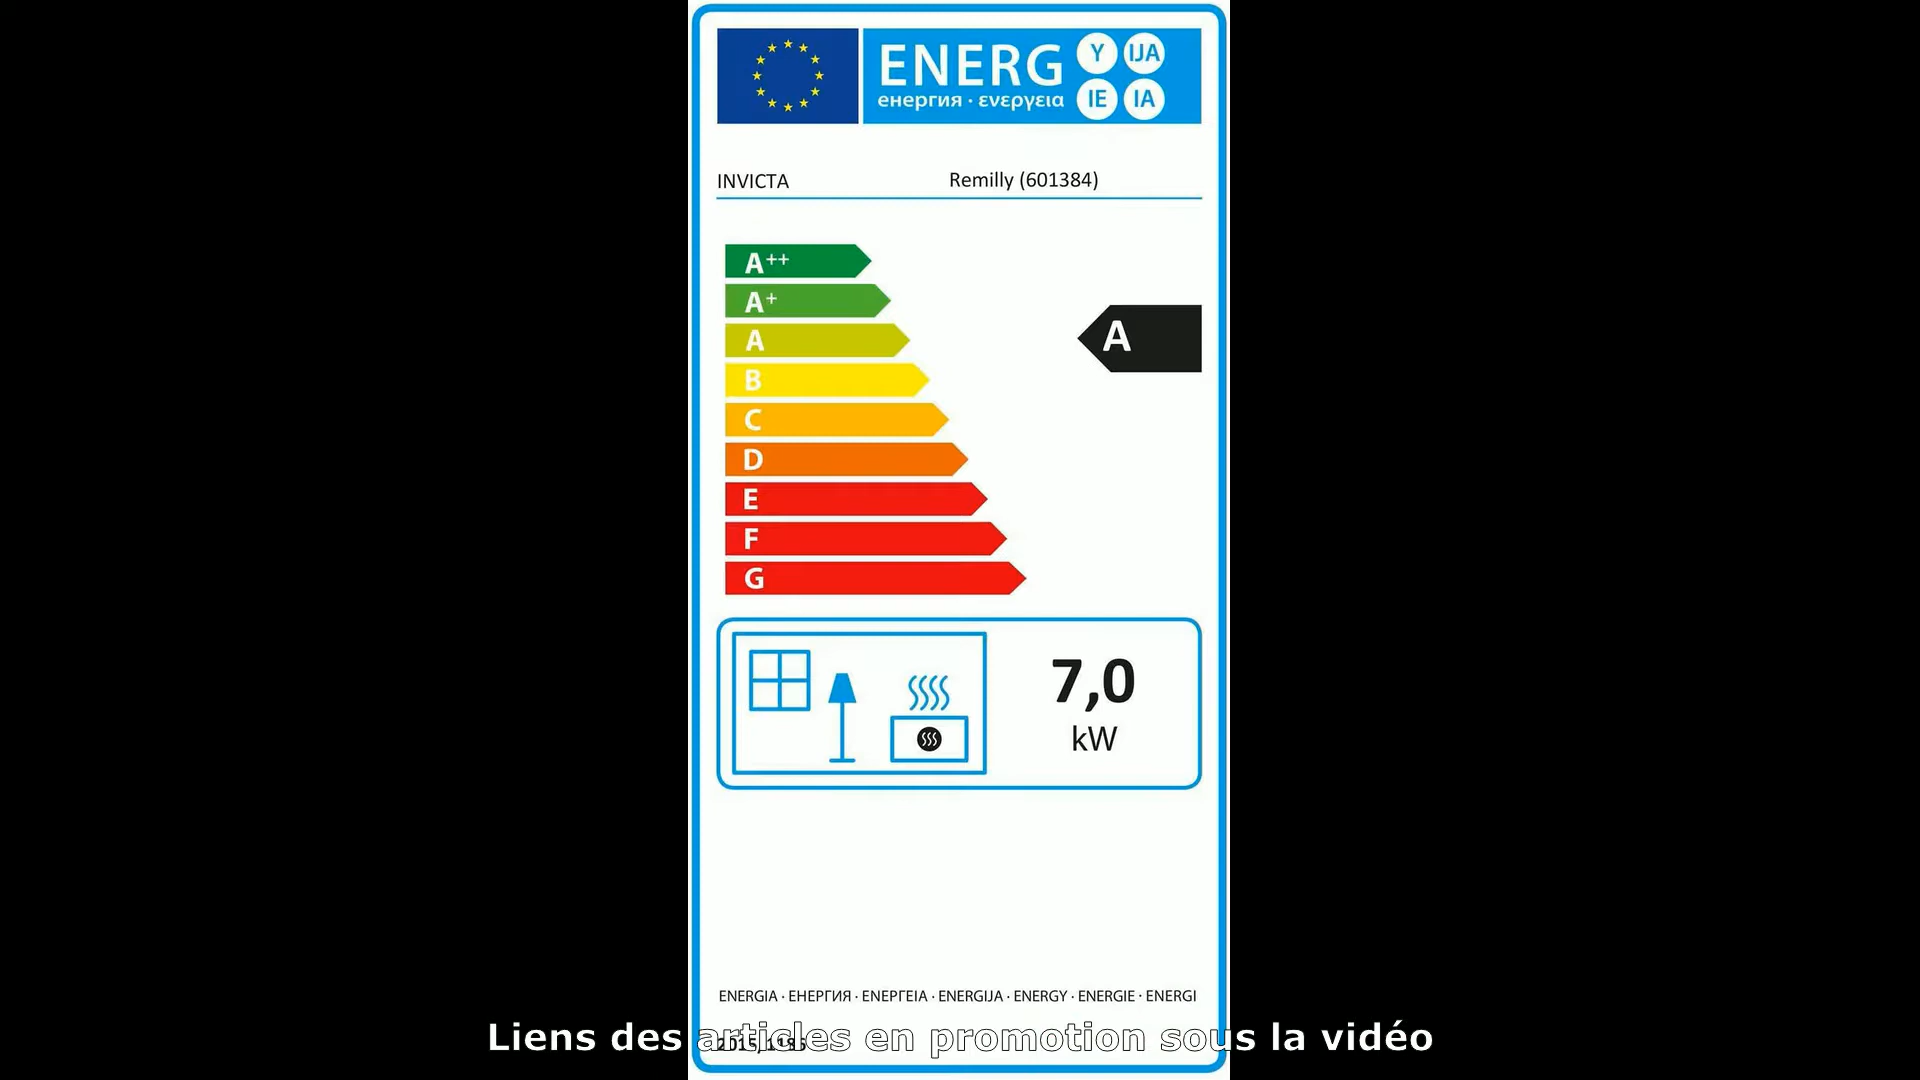 ENERG
Y IJA
IE IA
енергия · ενεργεια
INVICTA Remilly (601384)
A++
A+
A
A
B
C
D
E
F
G
7,0
kW
ENERGIA · ЕНЕРГИЯ · ΕΝΕΡΓΕΙΑ · ENERGIJA · ENERGY · ENERGIE · ENERGI
Liens des articles en promotion sous la vidéo